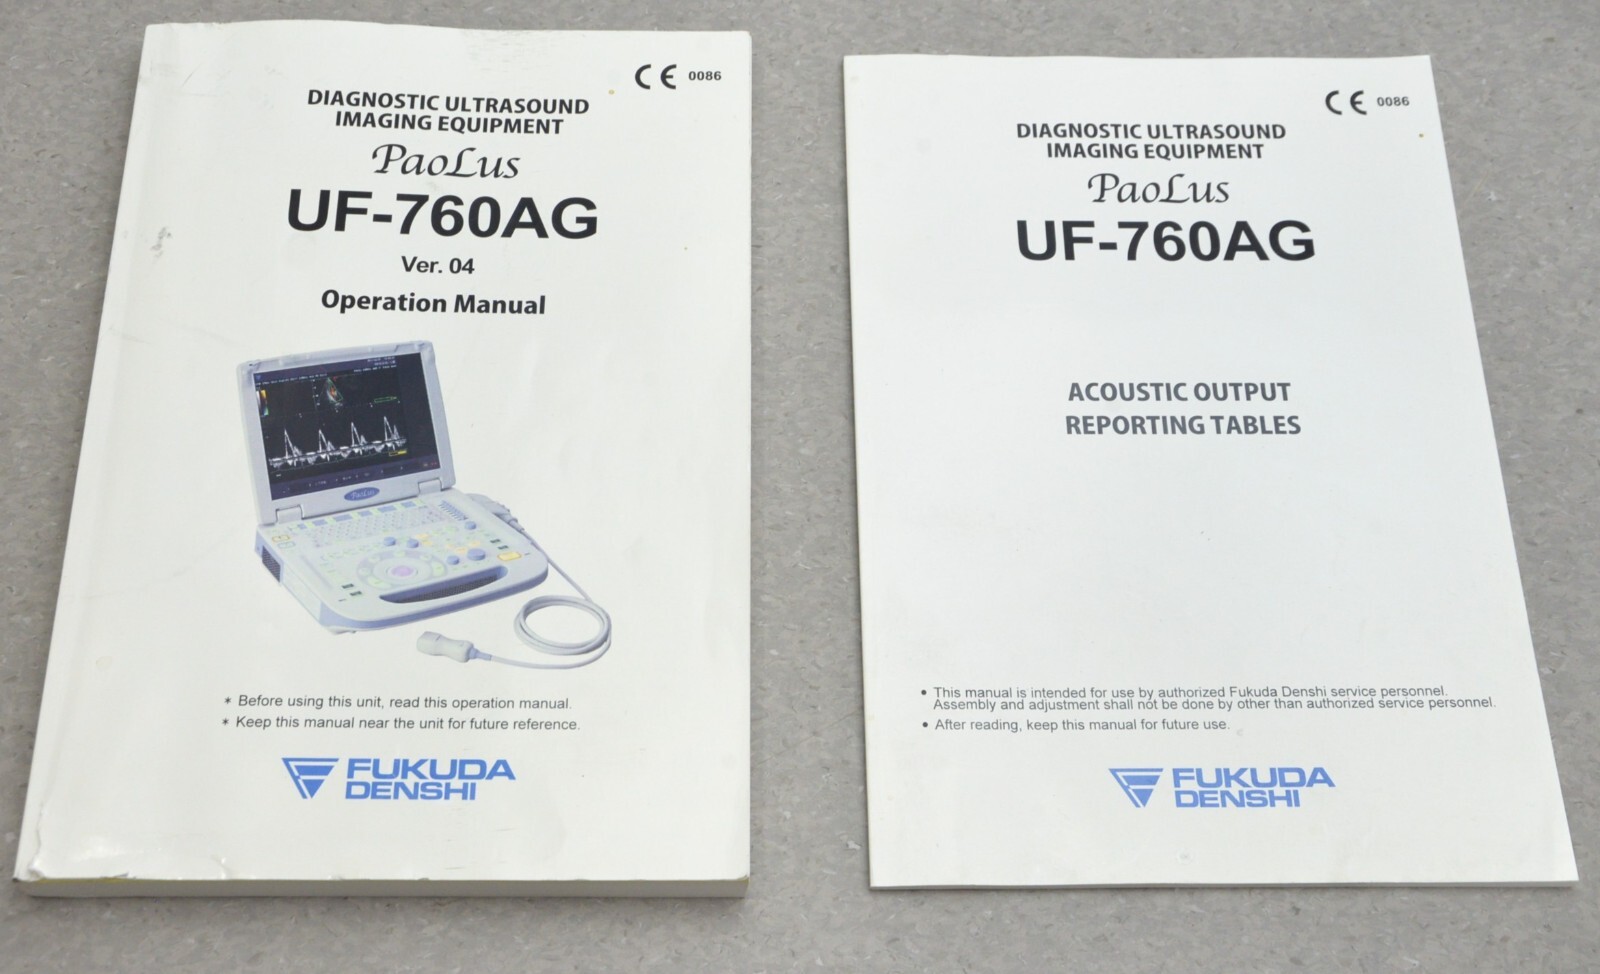 CE 0086
DIAGNOSTIC ULTRASOUND
IMAGING EQUIPMENT
PaoLus
UF-760AG
Ver. 04
Operation Manual
PaoLus
* Before using this unit, read this operation manual.
* Keep this manual near the unit for future reference.
FUKUDA
DENSHI
CE 0086
DIAGNOSTIC ULTRASOUND
IMAGING EQUIPMENT
PaoLus
UF-760AG
ACOUSTIC OUTPUT
REPORTING TABLES
• This manual is intended for use by authorized Fukuda Denshi service personnel.
Assembly and adjustment shall not be done by other than authorized service personnel.
• After reading, keep this manual for future use.
FUKUDA
DENSHI